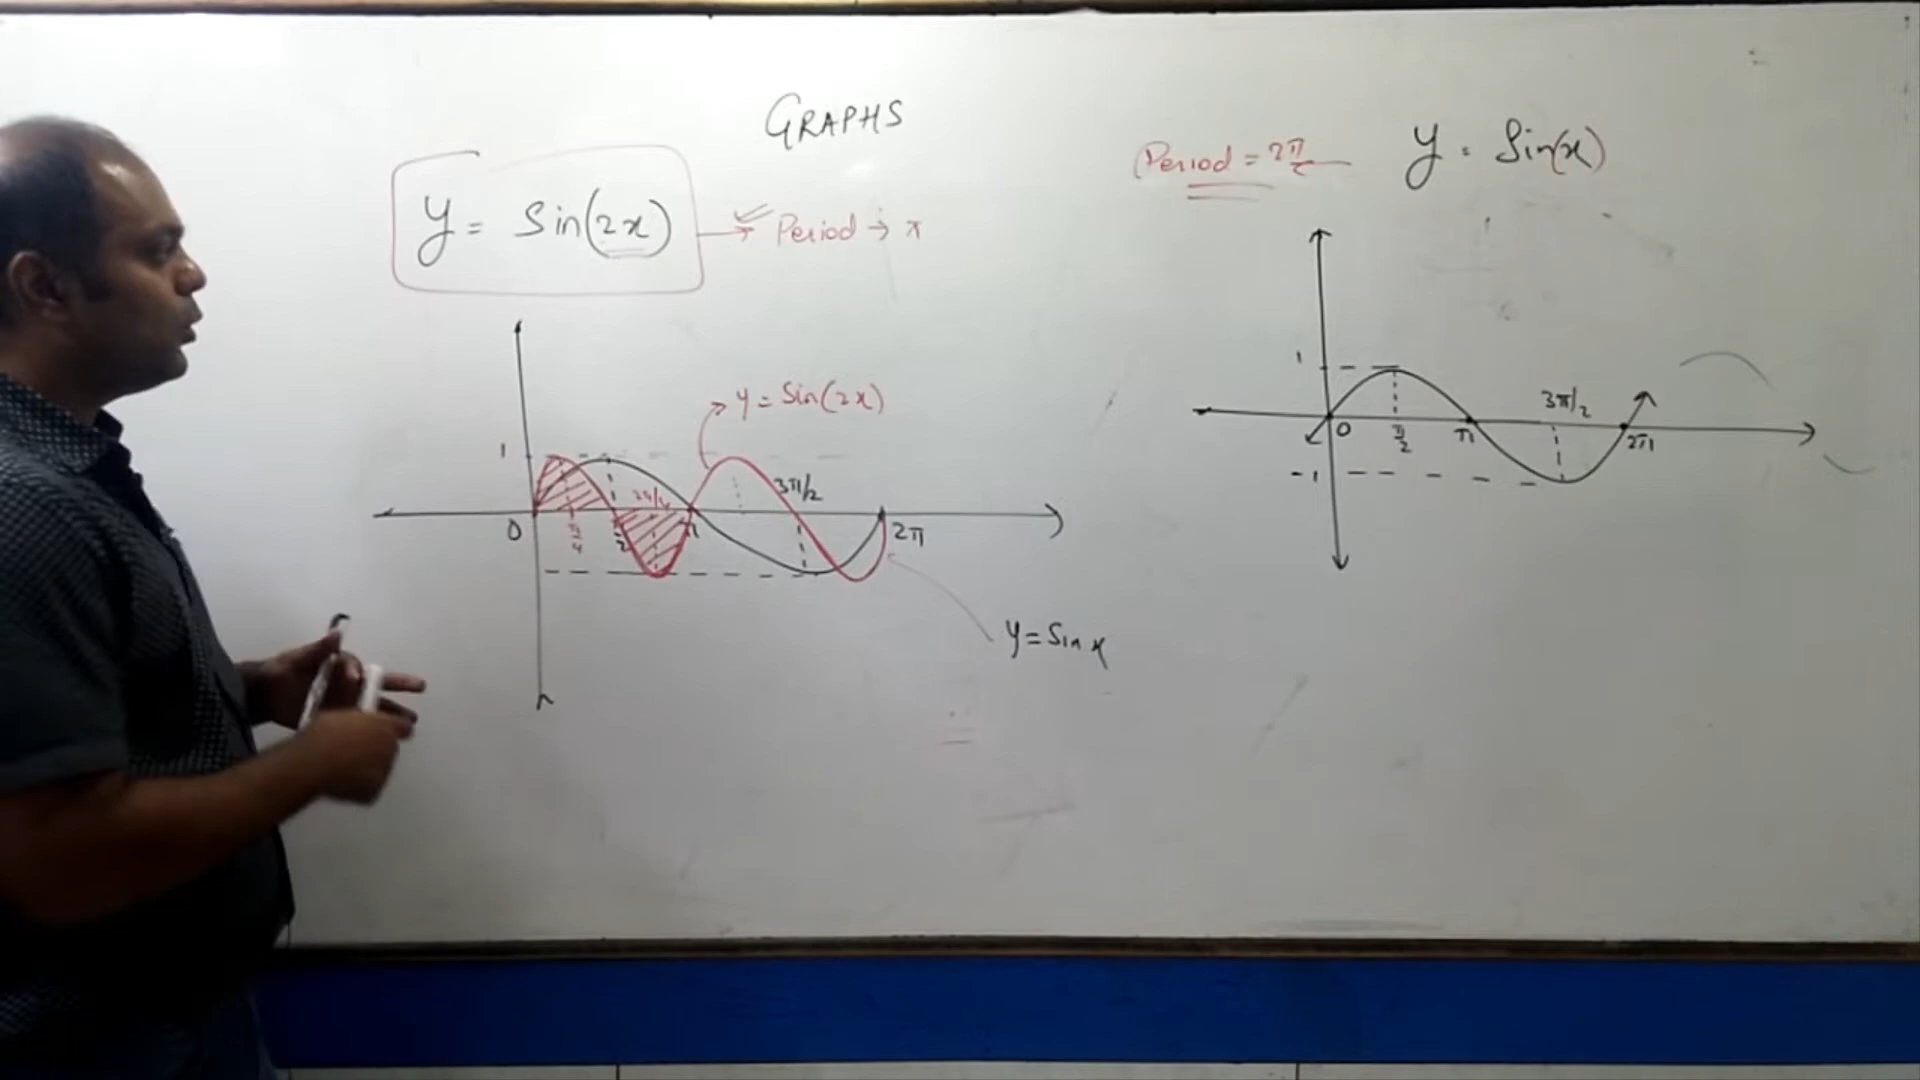 GRAPHS
y = Sin(2x) → Period → π
Period = 2π
y = Sin(x)
y = Sin(2x)
1
3π/2
0
π/4
π
2π
y = Sin x
1
3π/2
0
π/2
π
2π
-1